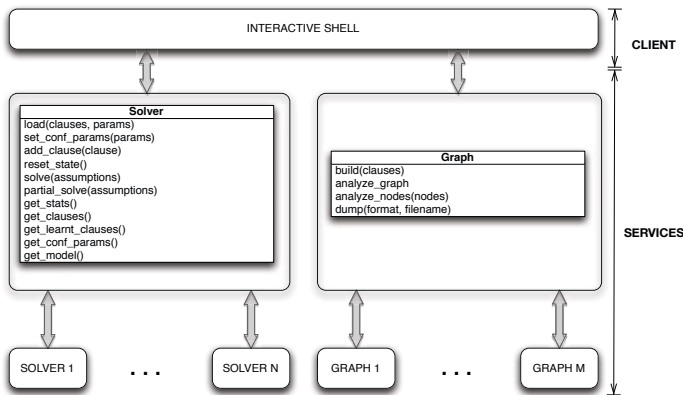 INTERACTIVE SHELL
CLIENT
Solver
load(clauses, params)
set_conf_params(params)
add_clause(clause)
reset_state()
solve(assumptions)
partial_solve(assumptions)
get_stats()
get_clauses()
get_learnt_clauses()
get_conf_params()
get_model()
Graph
build(clauses)
analyze_graph
analyze_nodes(nodes)
dump(format, filename)
SERVICES
SOLVER 1
. . .
SOLVER N
GRAPH 1
. . .
GRAPH M